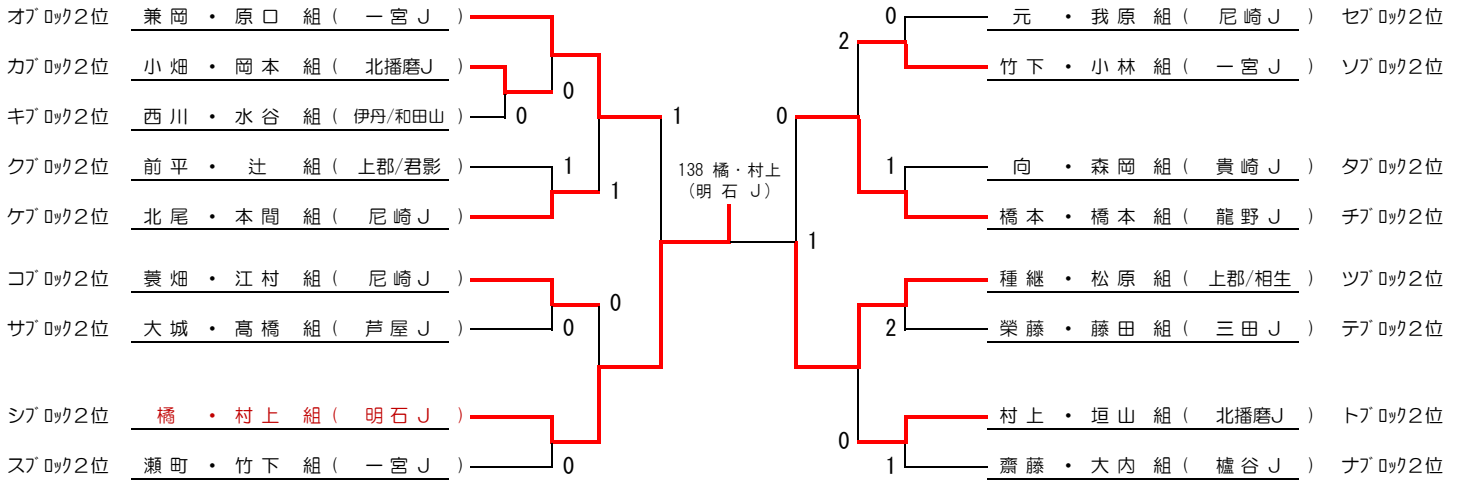 オブロック2位 兼岡 ・ 原口 組( 一宮J )
カブロック2位 小畑 ・ 岡本 組( 北播磨J )
キブロック2位 西川 ・ 水谷 組( 伊丹/和田山 )
クブロック2位 前平 ・ 辻 組( 上郡/君影 )
ケブロック2位 北尾 ・ 本間 組( 尼崎J )
コブロック2位 蓑畑 ・ 江村 組( 尼崎J )
サブロック2位 大城 ・ 髙橋 組( 芦屋J )
シブロック2位 橘 ・ 村上 組( 明石J )
スブロック2位 瀬町 ・ 竹下 組( 一宮J )
0
0
1
1
0
0
0
1
138 橘・村上
(明石 J)
0
1
0
2
1
2
0
1
元 ・ 我原 組( 尼崎J ) セブロック2位
竹下 ・ 小林 組( 一宮J ) ソブロック2位
向 ・ 森岡 組( 貴崎J ) タブロック2位
橋本 ・ 橋本 組( 龍野J ) チブロック2位
種継 ・ 松原 組( 上郡/相生 ) ツブロック2位
榮藤 ・ 藤田 組( 三田J ) テブロック2位
村上 ・ 垣山 組( 北播磨J ) トブロック2位
齋藤 ・ 大内 組( 櫨谷J ) ナブロック2位